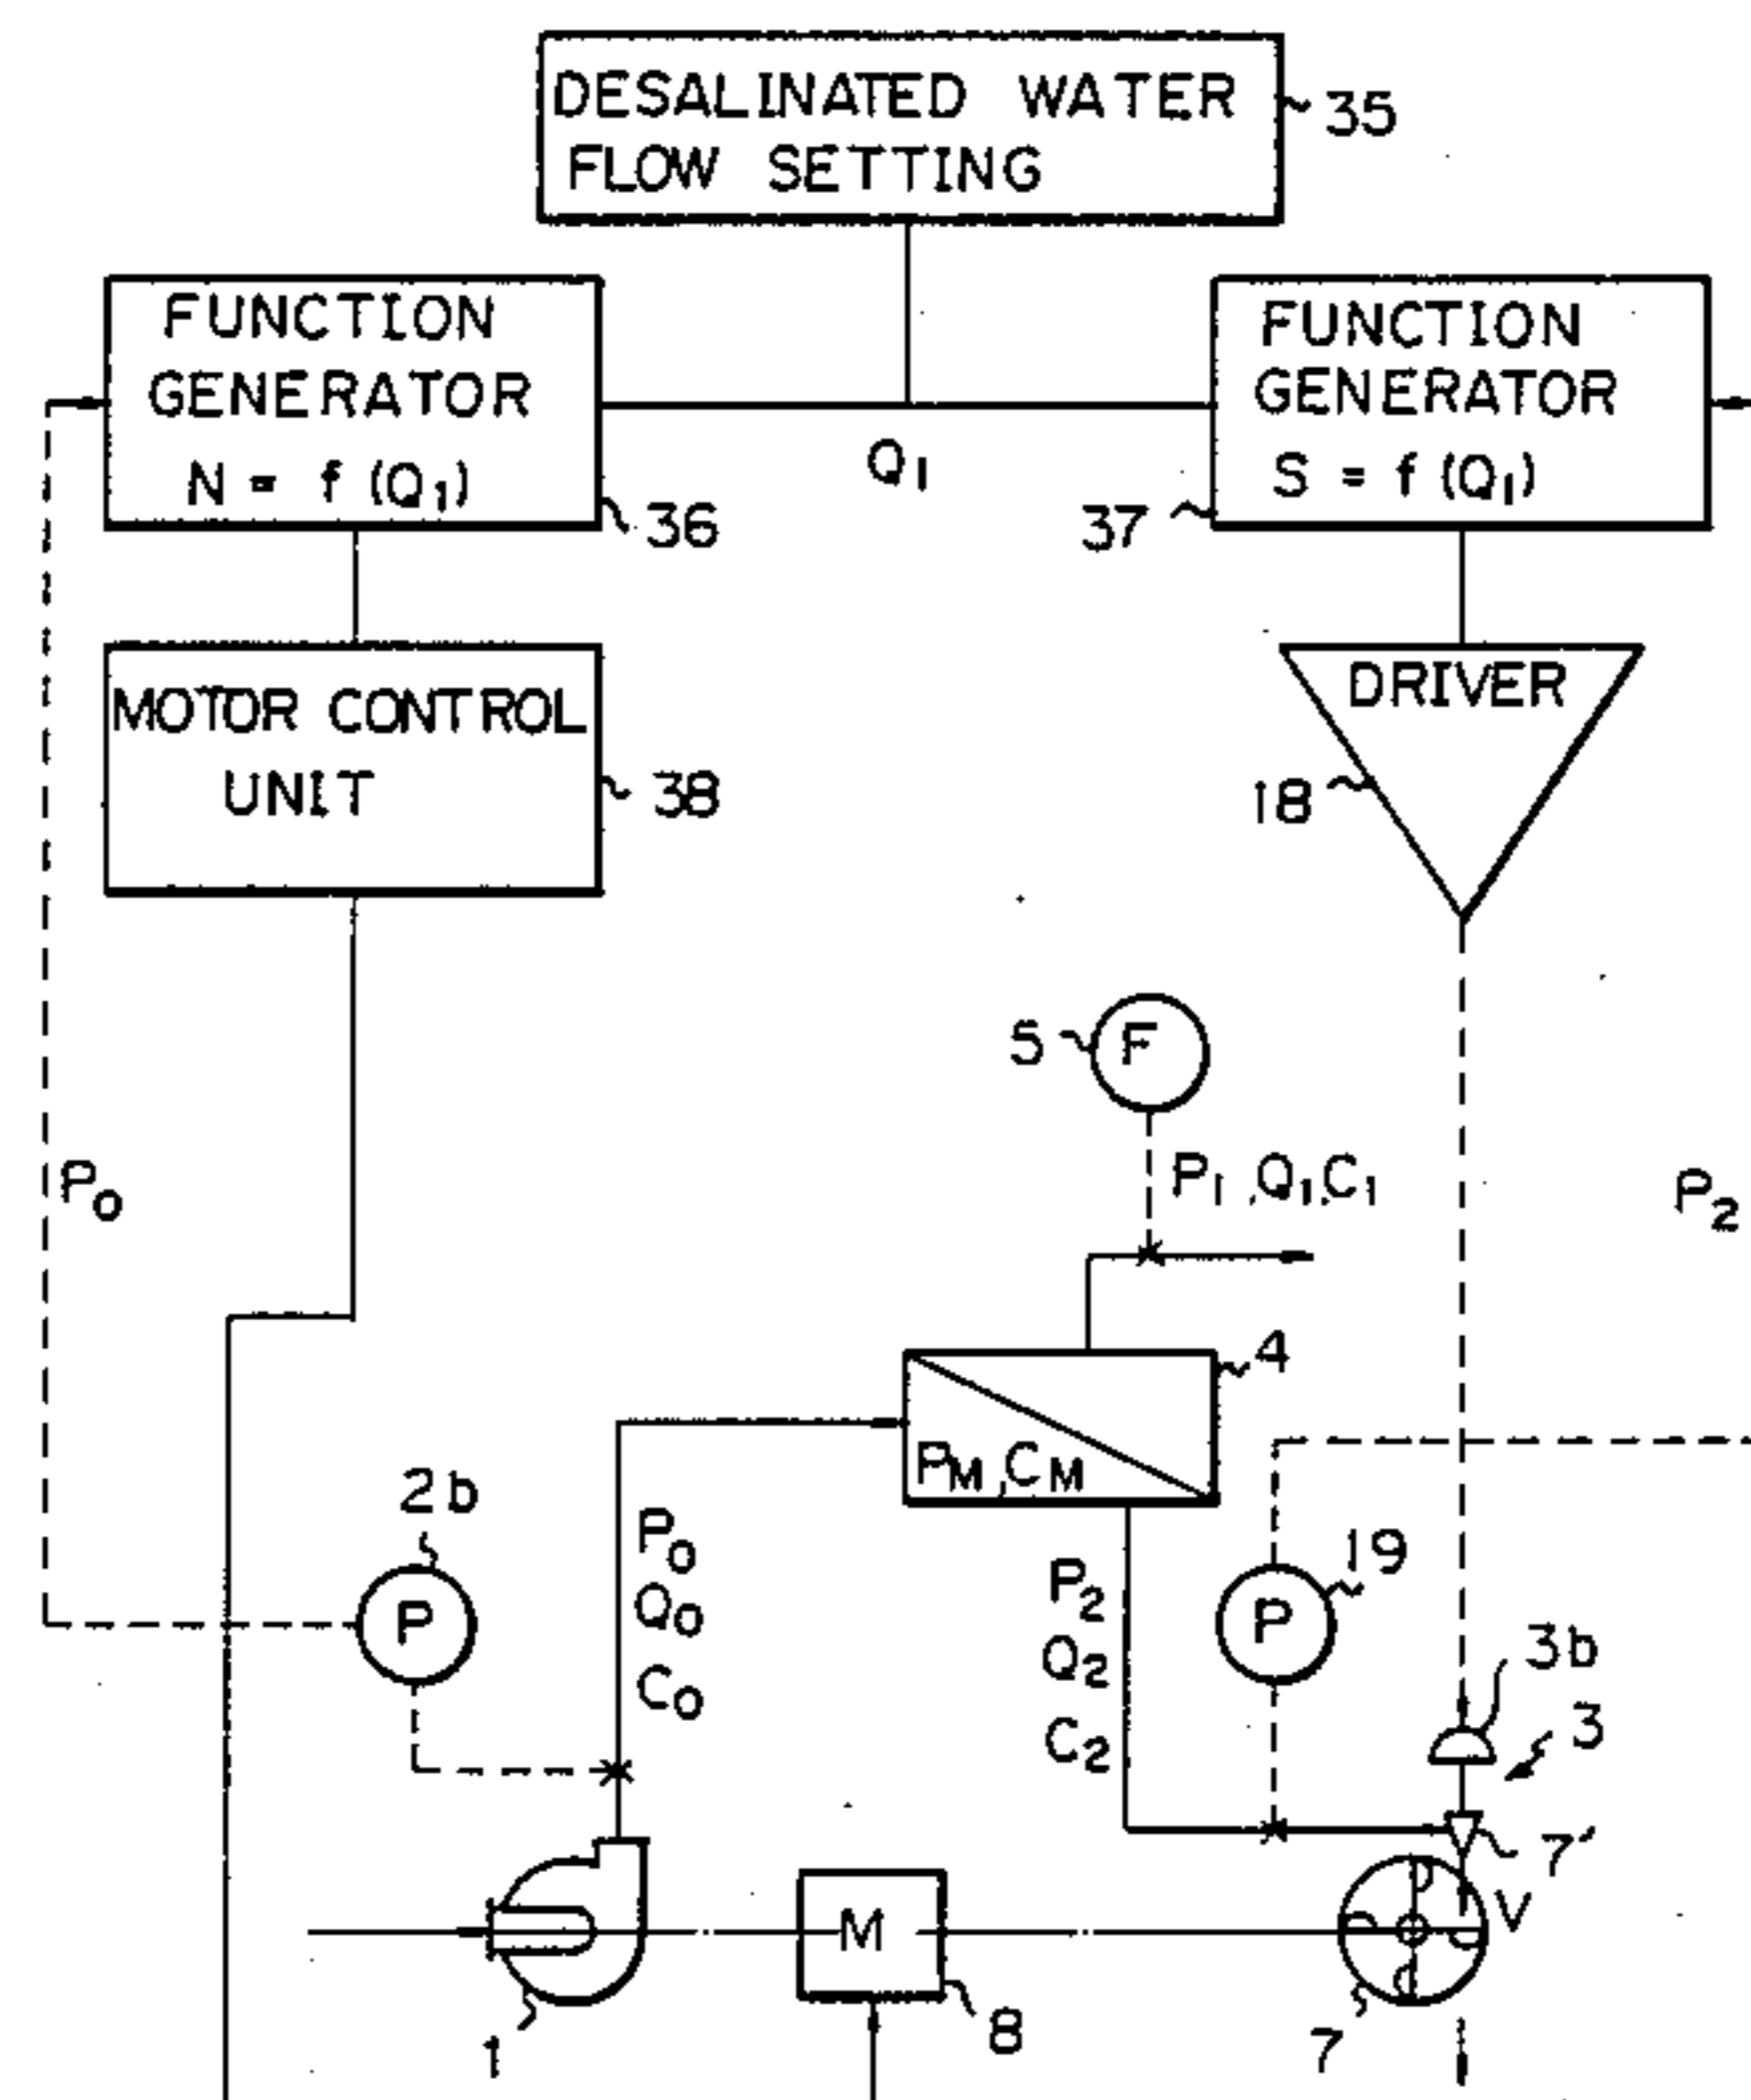 DESALINATED WATER
FLOW SETTING
35
FUNCTION
GENERATOR
N = f (Q1)
36
Q1
FUNCTION
GENERATOR
S = f (Q1)
37
MOTOR CONTROL
UNIT
38
DRIVER
18
5
F
P0
P1,Q1,C1
P2
4
PM,CM
2b
P
P0
Q0
C0
P2
Q2
C2
19
P
3b
3
7'
V
M
1
8
7